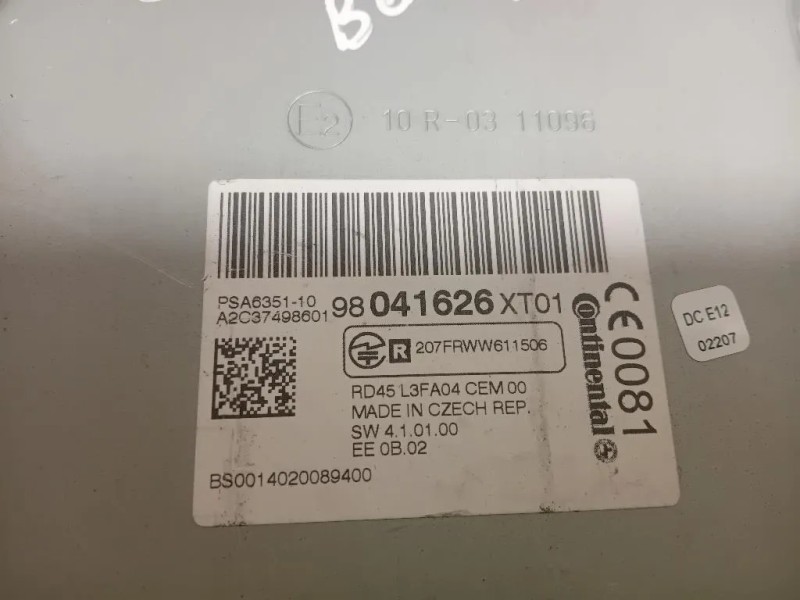 E2 10 R-03 11096
PSA6351-10
A2C37498601
98 041626 XT01
R 207FRWW611506
RD45 L3FA04 CEM 00
MADE IN CZECH REP.
SW 4.1.01.00
EE 0B.02
BS0014020089400
Continental
CE0081
DC E12
02207